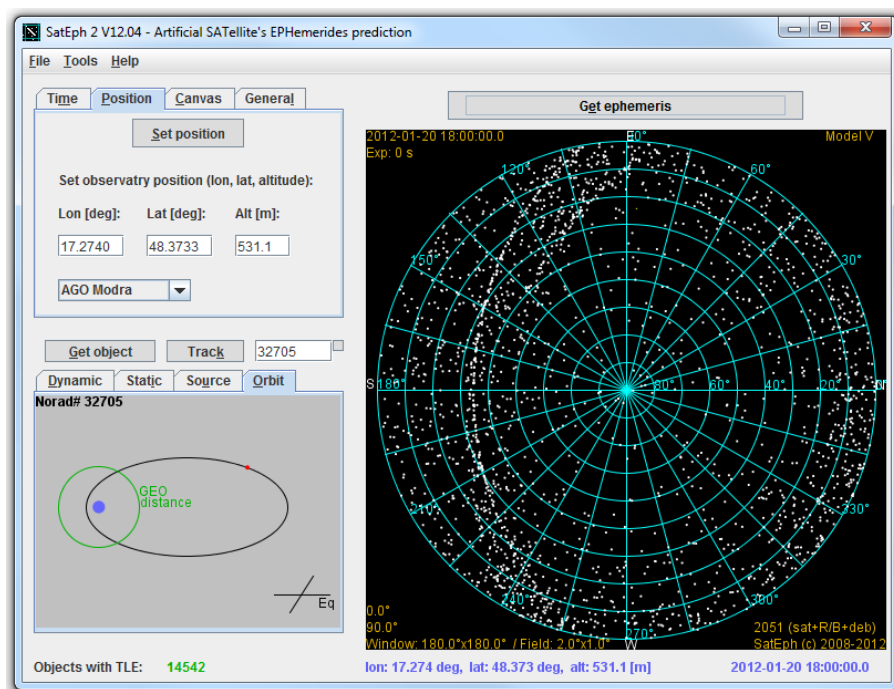 SatEph 2 V12.04 - Artificial SATellite's EPHemerides prediction
File Tools Help
Time Position Canvas General
Set position
Set observatry position (lon, lat, altitude):
Lon [deg]: Lat [deg]: Alt [m]:
17.2740 48.3733 531.1
AGO Modra
Get object Track 32705
Dynamic Static Source Orbit
Norad# 32705
GEO
distance
Eq
Objects with TLE: 14542
Get ephemeris
2012-01-20 18:00:00.0 Model V
Exp: 0 s
120° 60°
150° 30°
S 180° 80° 60° 40° 20°
210° 330°
240° 300°
270°
W
0.0°
90.0° 2051 (sat+R/B+deb)
Window: 180.0°x180.0° / Field: 2.0°x1.0° SatEph (c) 2008-2012
lon: 17.274 deg, lat: 48.373 deg, alt: 531.1 [m] 2012-01-20 18:00:00.0